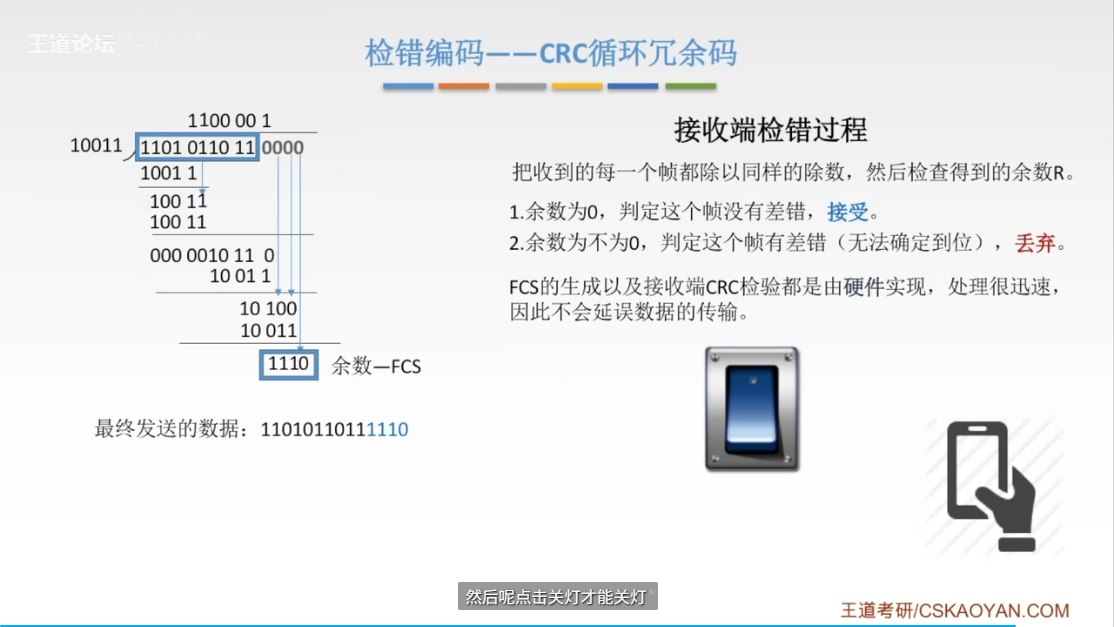 王道论坛
检错编码——CRC循环冗余码
1100 00 1
10011 1101 0110 11 0000
1001 1
100 11
100 11
000 0010 11 0
10 01 1
10 100
10 011
1110 余数—FCS
最终发送的数据：11010110111110
接收端检错过程
把收到的每一个帧都除以同样的除数，然后检查得到的余数R。
1.余数为0，判定这个帧没有差错，接受。
2.余数为不为0，判定这个帧有差错（无法确定到位），丢弃。
FCS的生成以及接收端CRC检验都是由硬件实现，处理很迅速，
因此不会延误数据的传输。
然后呢点击关灯才能关灯
王道考研/CSKAOYAN.COM